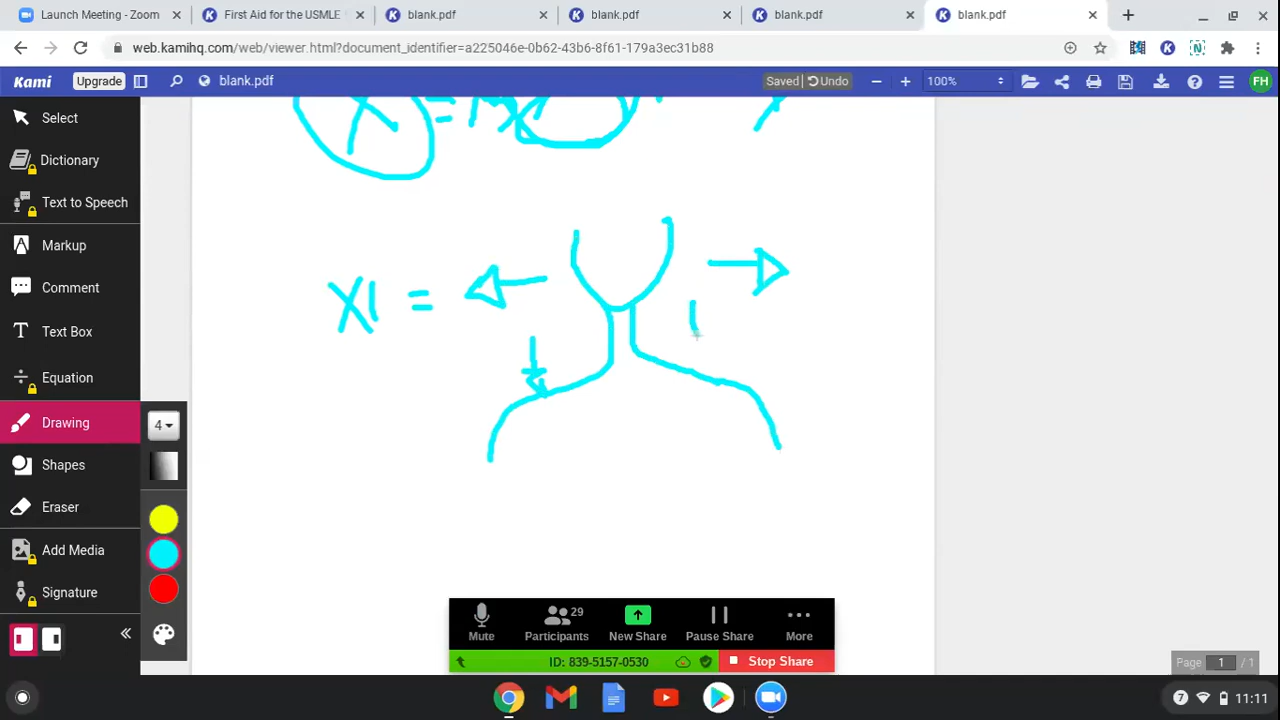 Launch Meeting - Zoom
First Aid for the USMLE
blank.pdf
blank.pdf
blank.pdf
blank.pdf
web.kamihq.com/web/viewer.html?document_identifier=a225046e-0b62-43b6-8f61-179a3ec31b88
Kami Upgrade blank.pdf Saved Undo 100% FH
Select
Dictionary
Text to Speech
Markup
Comment
Text Box
Equation
Drawing
Shapes
Eraser
Add Media
Signature
4
XI =
Mute
Participants 29
New Share
Pause Share
More
ID: 839-5157-0530 Stop Share
Page 1 / 1
7 11:11